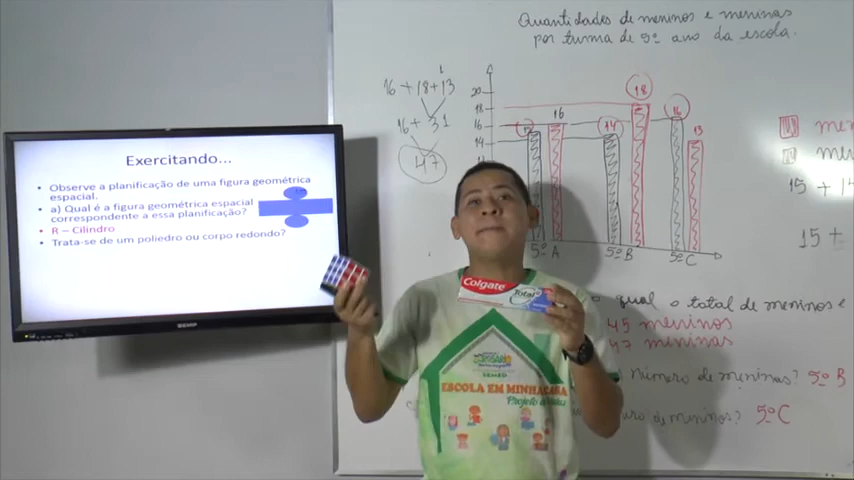 Quantidades de meninos e meninas
por turma de 5º ano da escola.
16 + 18 + 13
1
16 + 31
47
20
18
16
14
16
14
18
16
13
5º A
5º B
5º C
15 + 14
15 +
Exercitando...
• Observe a planificação de uma figura geométrica espacial.
• a) Qual é a figura geométrica espacial correspondente a essa planificação?
• R – Cilindro
• Trata-se de um poliedro ou corpo redondo?
Colgate
Total
SEMED
ESCOLA EM MINHA CASA
qual o total de meninos e
45 meninos
47 meninas
número de meninas? 5º B
de meninos? 5º C